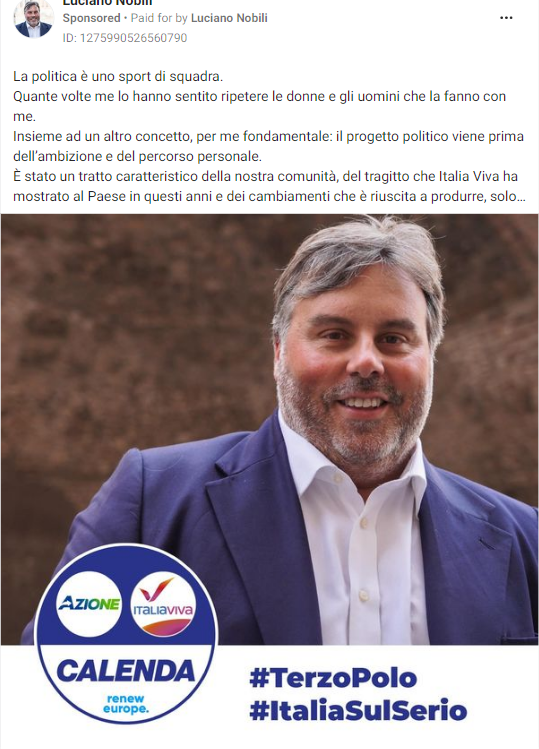 Luciano Nobili
Sponsored • Paid for by Luciano Nobili
ID: 1275990526560790
La politica è uno sport di squadra.
Quante volte me lo hanno sentito ripetere le donne e gli uomini che la fanno con
me.
Insieme ad un altro concetto, per me fondamentale: il progetto politico viene prima
dell'ambizione e del percorso personale.
È stato un tratto caratteristico della nostra comunità, del tragitto che Italia Viva ha
mostrato al Paese in questi anni e dei cambiamenti che è riuscita a produrre, solo...
AZIONE
ITALIAVIVA
CALENDA
renew
europe.
#TerzoPolo
#ItaliaSulSerio